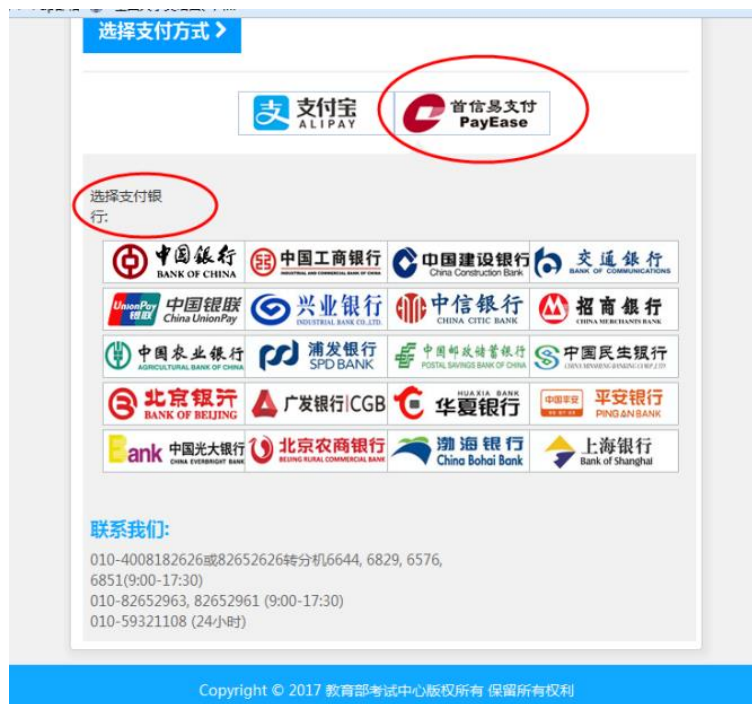 选择支付方式
支付宝
ALIPAY
首信易支付
PayEase
选择支付银
行:
中国银行
BANK OF CHINA
中国工商银行
INDUSTRIAL AND COMMERCIAL BANK OF CHINA
中国建设银行
China Construction Bank
交通银行
BANK OF COMMUNICATIONS
UnionPay
银联
中国银联
China UnionPay
兴业银行
INDUSTRIAL BANK CO.,LTD.
中信银行
CHINA CITIC BANK
招商银行
CHINA MERCHANTS BANK
中国农业银行
AGRICULTURAL BANK OF CHINA
浦发银行
SPD BANK
中国邮政储蓄银行
POSTAL SAVINGS BANK OF CHINA
中国民生银行
CHINA MINSHENG BANKING CORP.,LTD
北京银行
BANK OF BEIJING
广发银行|CGB
HUAXIA BANK
华夏银行
中国平安
平安银行
PING AN BANK
Bank
中国光大银行
CHINA EVERBRIGHT BANK
北京农商银行
BEIJING RURAL COMMERCIAL BANK
渤海银行
China Bohai Bank
上海银行
Bank of Shanghai
联系我们:
010-4008182626或82652626转分机6644, 6829, 6576,
6851(9:00-17:30)
010-82652963, 82652961 (9:00-17:30)
010-59321108 (24小时)
Copyright © 2017 教育部考试中心版权所有 保留所有权利